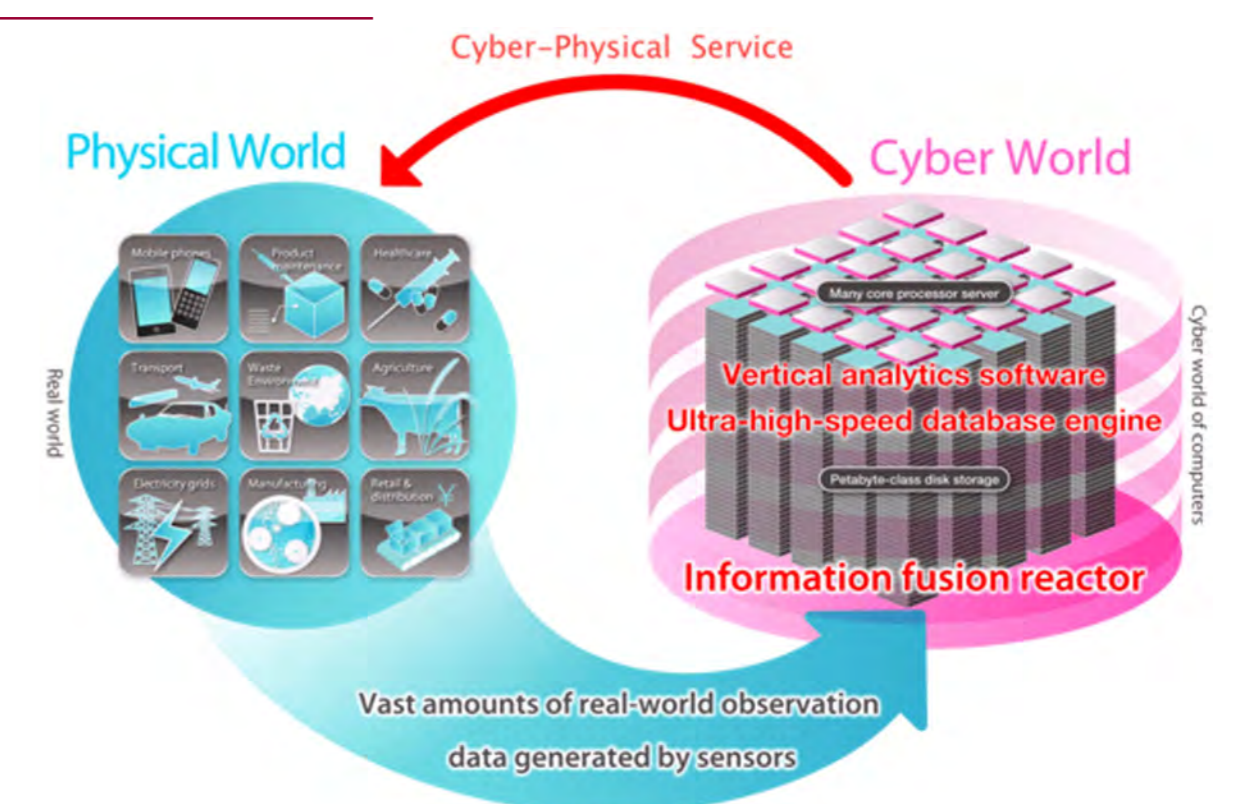 Cyber-Physical Service
Physical World
Cyber World
Mobile phones
Product
maintenance
Healthcare
Many core processor server
Real world
Transport
Waste
Environment
Agriculture
Vertical analytics software
Ultra-high-speed database engine
Cyber world of computers
Petabyte-class disk storage
Electricity grids
Manufacturing
Retail &
distribution
¥
Information fusion reactor
Vast amounts of real-world observation
data generated by sensors